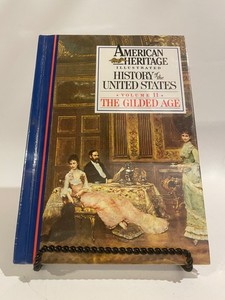 AMERICAN
HERITAGE
ILLUSTRATED
HISTORY OF THE
UNITED STATES
VOLUME 11
THE GILDED AGE